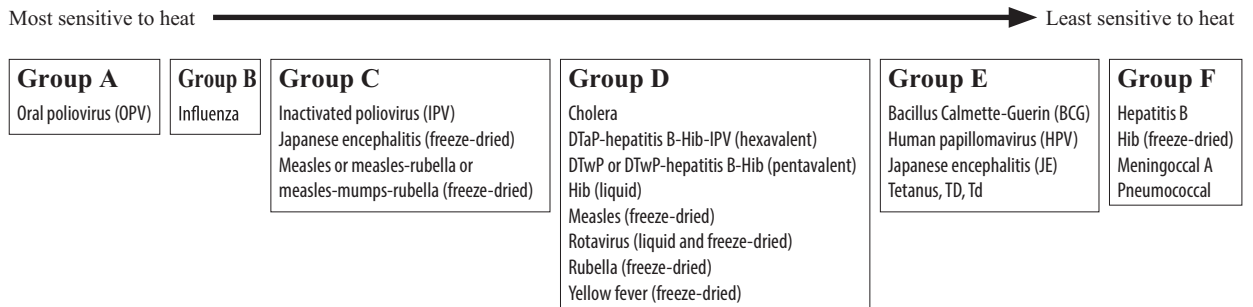 Most sensitive to heat
Least sensitive to heat
Group A
Oral poliovirus (OPV)
Group B
Influenza
Group C
Inactivated poliovirus (IPV)
Japanese encephalitis (freeze-dried)
Measles or measles-rubella or
measles-mumps-rubella (freeze-dried)
Group D
Cholera
DTaP-hepatitis B-Hib-IPV (hexavalent)
DTwP or DTwP-hepatitis B-Hib (pentavalent)
Hib (liquid)
Measles (freeze-dried)
Rotavirus (liquid and freeze-dried)
Rubella (freeze-dried)
Yellow fever (freeze-dried)
Group E
Bacillus Calmette-Guerin (BCG)
Human papillomavirus (HPV)
Japanese encephalitis (JE)
Tetanus, TD, Td
Group F
Hepatitis B
Hib (freeze-dried)
Meningoccal A
Pneumococcal